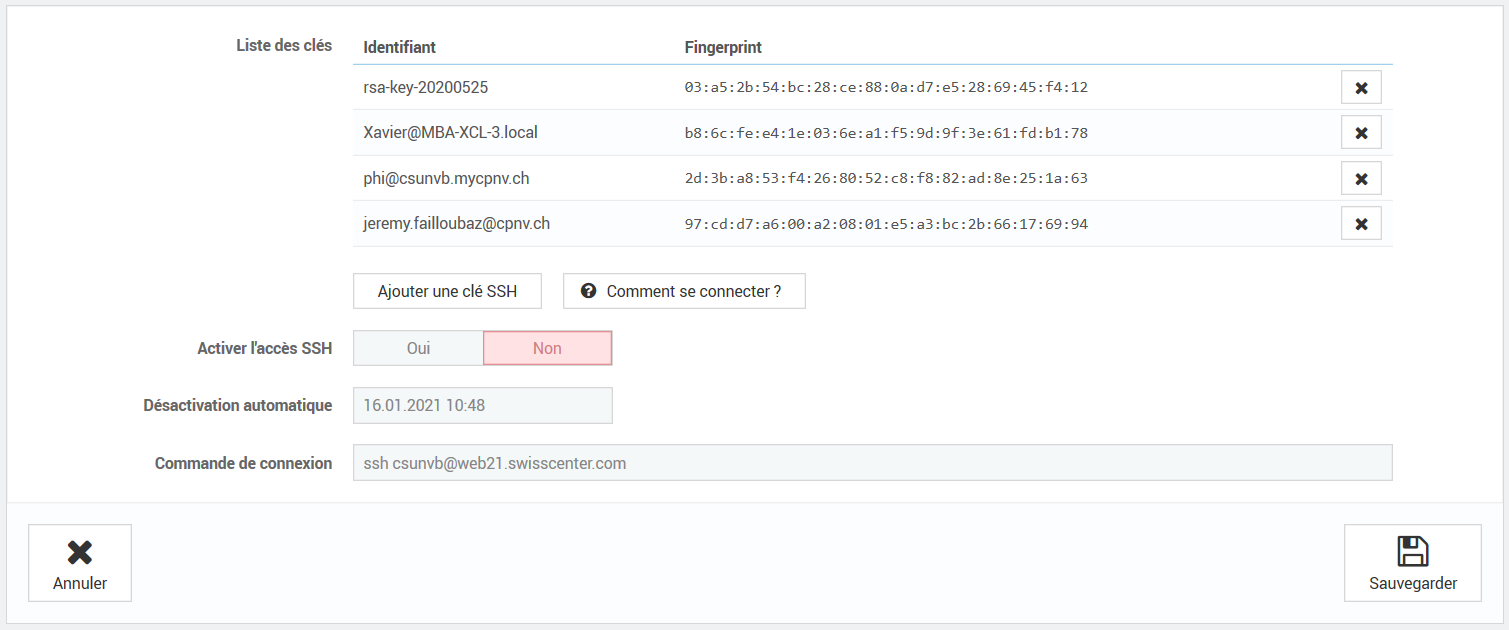 Liste des clés Identifiant Fingerprint
rsa-key-20200525 03:a5:2b:54:bc:28:ce:88:0a:d7:e5:28:69:45:f4:12
Xavier@MBA-XCL-3.local b8:6c:fe:e4:1e:03:6e:a1:f5:9d:9f:3e:61:fd:b1:78
phi@csunvb.mycpnv.ch 2d:3b:a8:53:f4:26:80:52:c8:f8:82:ad:8e:25:1a:63
jeremy.failloubaz@cpnv.ch 97:cd:d7:a6:00:a2:08:01:e5:a3:bc:2b:66:17:69:94
Ajouter une clé SSH Comment se connecter ?
Activer l'accès SSH Oui Non
Désactivation automatique 16.01.2021 10:48
Commande de connexion ssh csunvb@web21.swisscenter.com
Annuler Sauvegarder